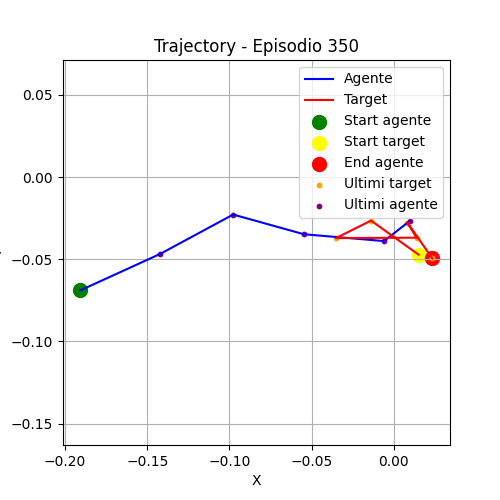 Trajectory - Episodio 350
Agente
Target
Start agente
Start target
End agente
Ultimi target
Ultimi agente
0.05
0.00
−0.05
−0.10
−0.15
−0.20
−0.15
−0.10
−0.05
0.00
X